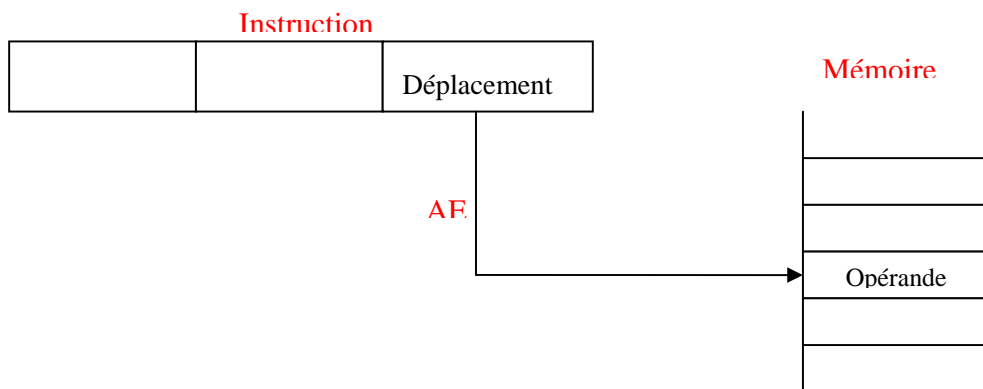 Instruction
Mémoire
Déplacement
AE
Opérande